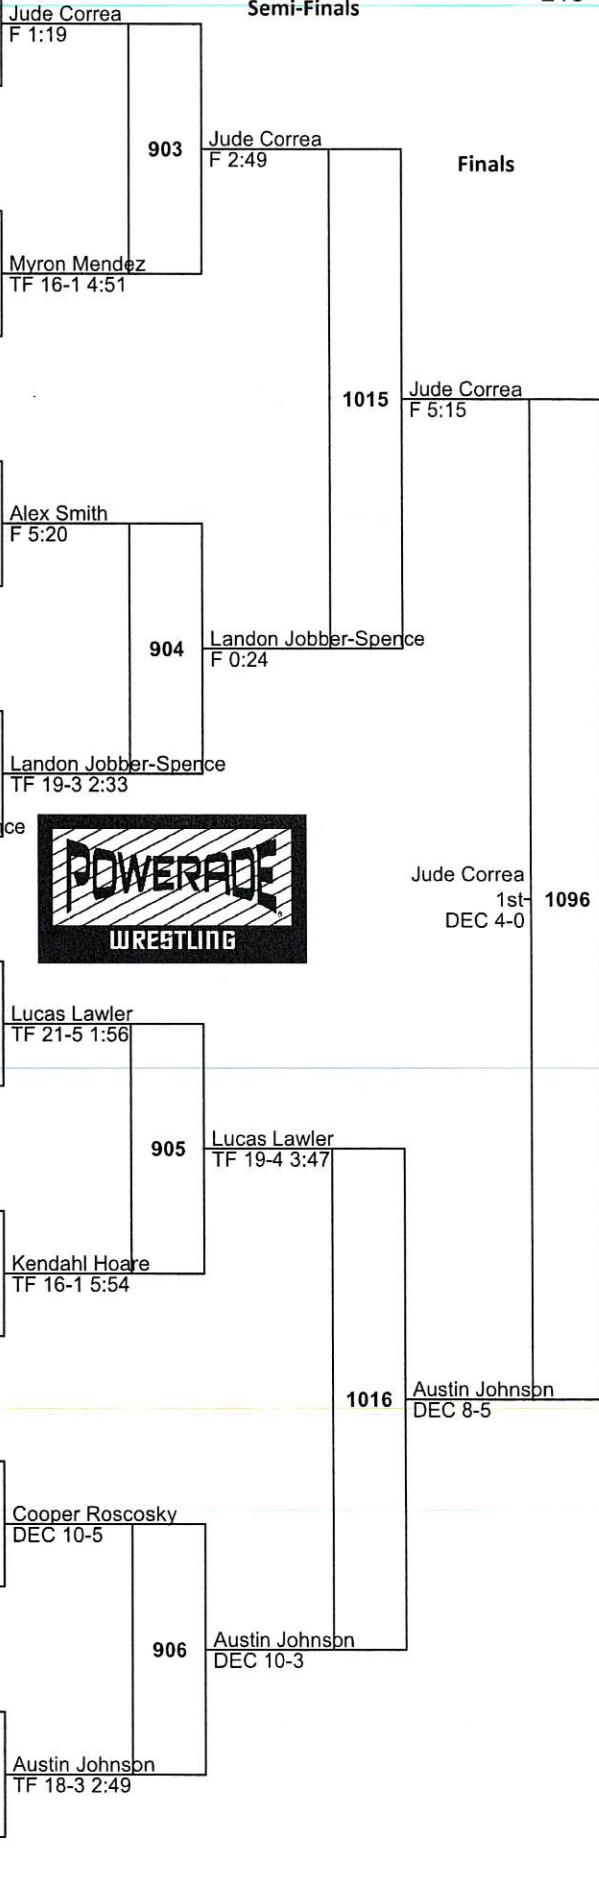 Semi-Finals
Jude Correa
F 1:19
903
Jude Correa
F 2:49
Finals
Myron Mendez
TF 16-1 4:51
1015
Jude Correa
F 5:15
Alex Smith
F 5:20
904
Landon Jobber-Spence
F 0:24
Landon Jobber-Spence
TF 19-3 2:33
POWERADE
WRESTLING
Jude Correa
1st
1096
DEC 4-0
Lucas Lawler
TF 21-5 1:56
905
Lucas Lawler
TF 19-4 3:47
Kendahl Hoare
TF 16-1 5:54
1016
Austin Johnson
DEC 8-5
Cooper Roscosky
DEC 10-5
906
Austin Johnson
DEC 10-3
Austin Johnson
TF 18-3 2:49